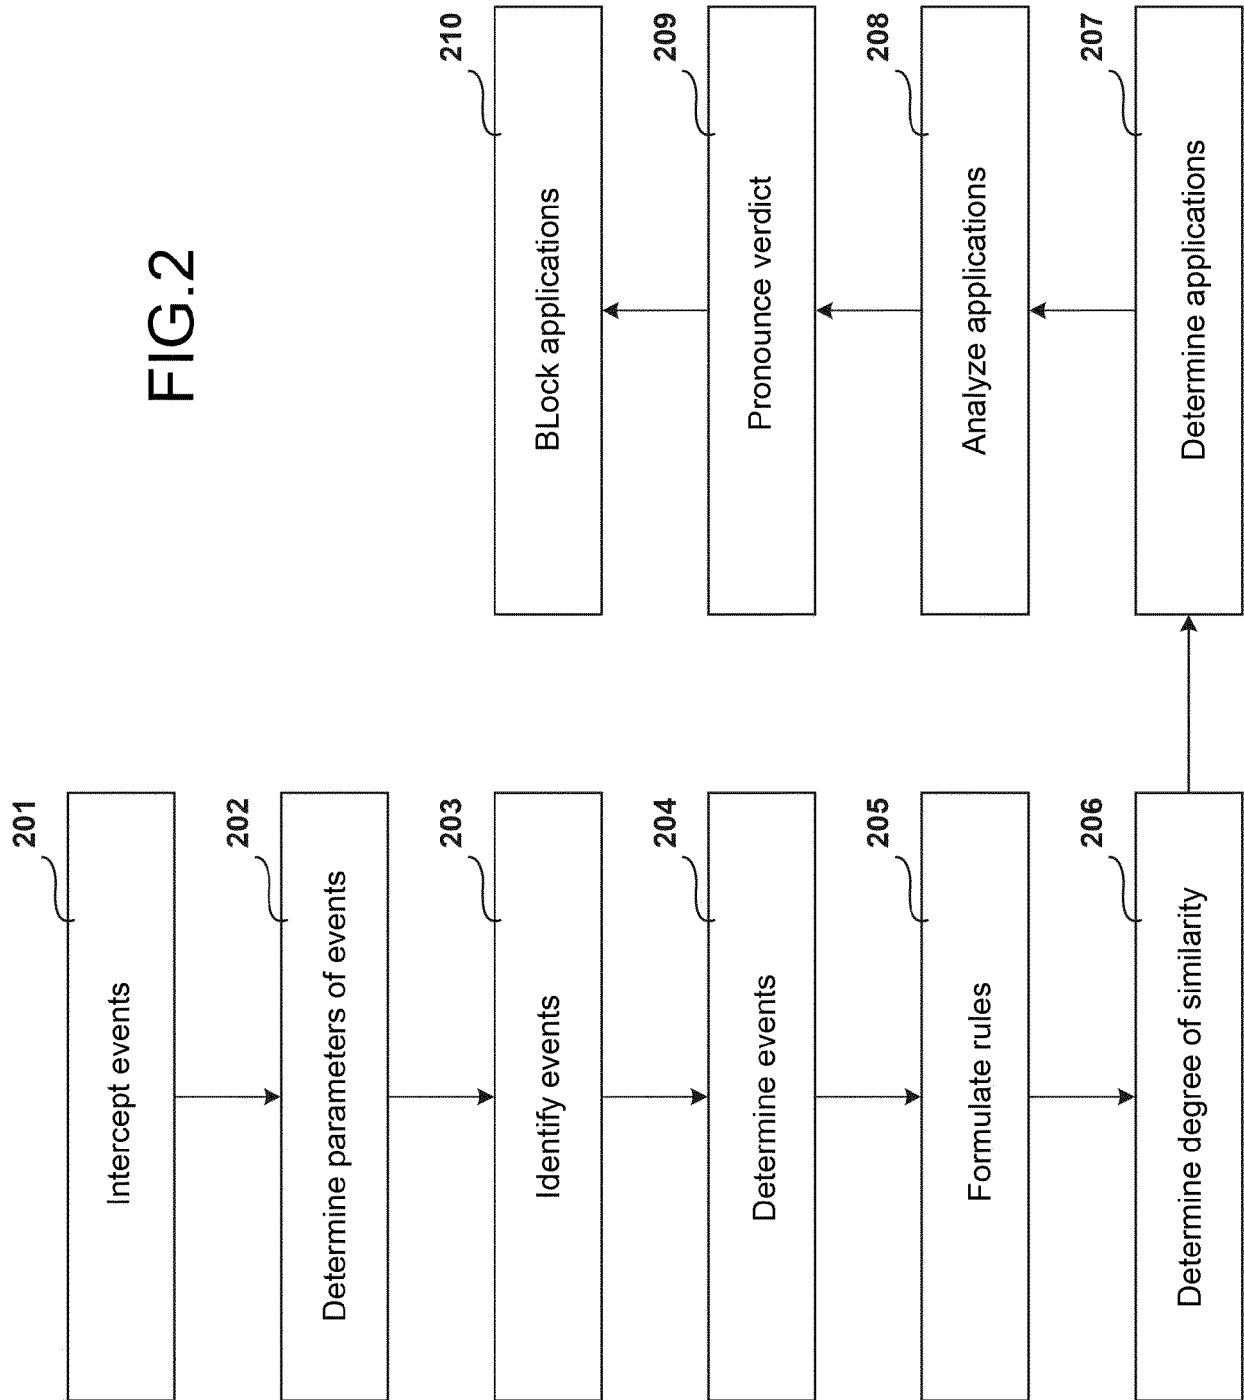 FIG.2
201
Intercept events
202
Determine parameters of events
203
Identify events
204
Determine events
205
Formulate rules
206
Determine degree of similarity
207
Determine applications
208
Analyze applications
209
Pronounce verdict
210
BLock applications